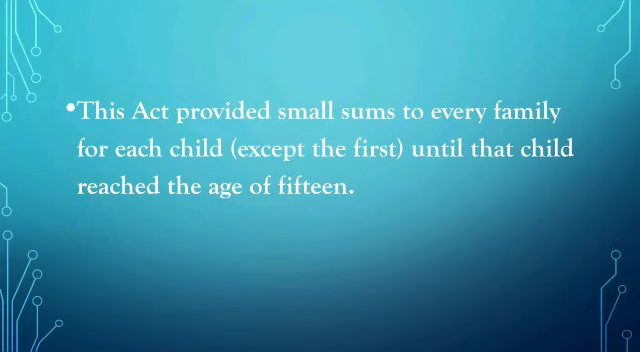 •This Act provided small sums to every family
for each child (except the first) until that child
reached the age of fifteen.